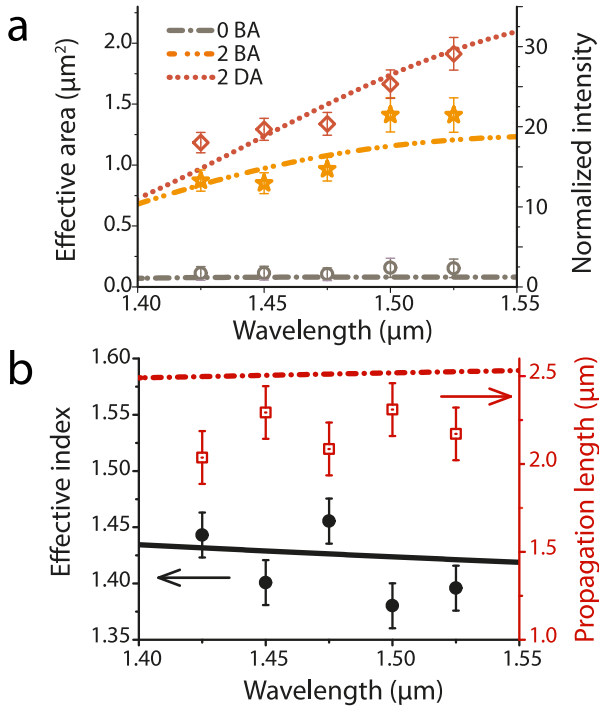 a
0 BA
2 BA
2 DA
Effective area (μm²)
2.0
1.5
1.0
0.5
0.0
Normalized intensity
30
20
10
0
1.40
1.45
1.50
1.55
Wavelength (μm)
b
Effective index
1.60
1.55
1.50
1.45
1.40
1.35
Propagation length (μm)
2.5
2.0
1.5
1.0
1.40
1.45
1.50
1.55
Wavelength (μm)